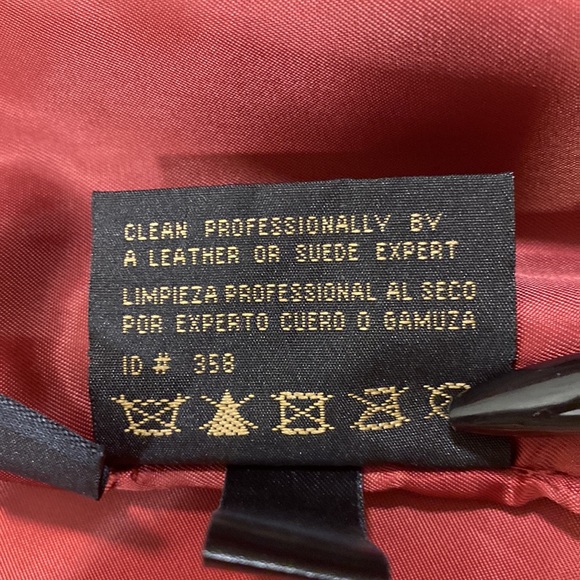 CLEAN PROFESSIONALLY BY
A LEATHER OR SUEDE EXPERT
LIMPIEZA PROFESSIONAL AL SECO
POR EXPERTO CUERO O GAMUZA
ID # 358